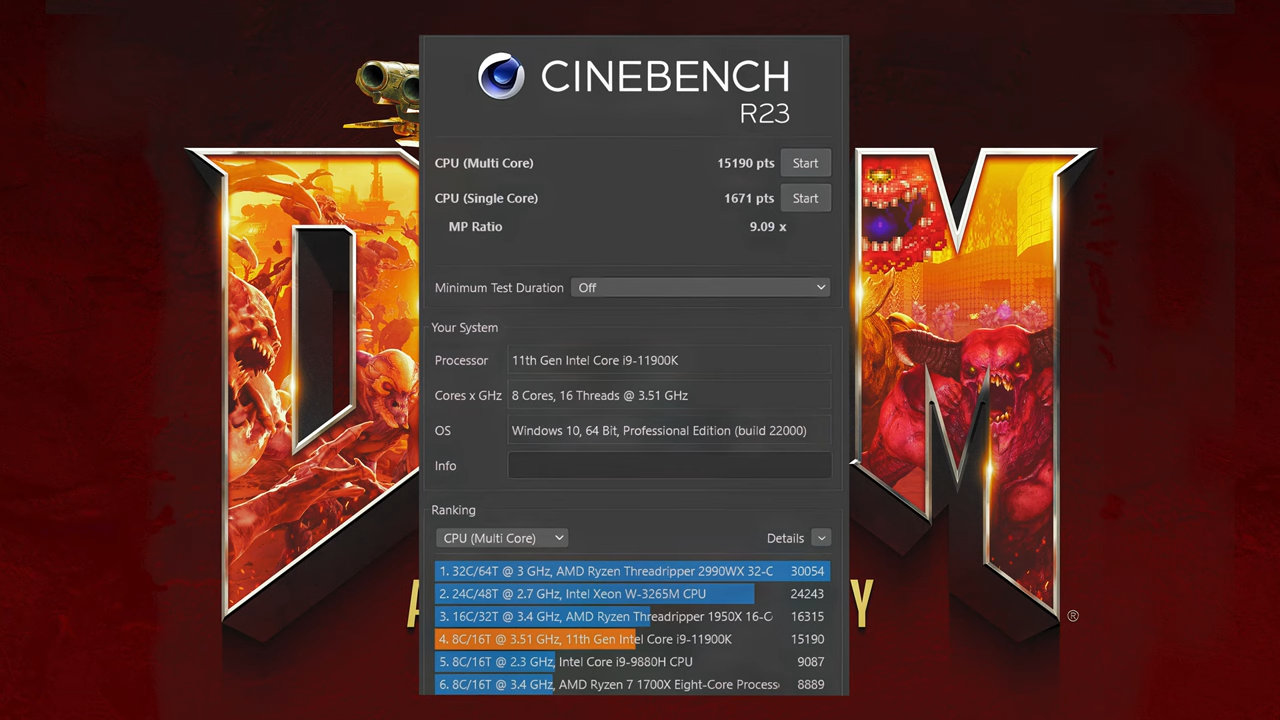 CINEBENCH
R23
CPU (Multi Core) 15190 pts Start
CPU (Single Core) 1671 pts Start
MP Ratio 9.09 x
Minimum Test Duration Off
Your System
Processor 11th Gen Intel Core i9-11900K
Cores x GHz 8 Cores, 16 Threads @ 3.51 GHz
OS Windows 10, 64 Bit, Professional Edition (build 22000)
Info
Ranking
CPU (Multi Core) Details
1. 32C/64T @ 3 GHz, AMD Ryzen Threadripper 2990WX 32-C 30054
2. 24C/48T @ 2.7 GHz, Intel Xeon W-3265M CPU 24243
3. 16C/32T @ 3.4 GHz, AMD Ryzen Threadripper 1950X 16-C 16315
4. 8C/16T @ 3.51 GHz, 11th Gen Intel Core i9-11900K 15190
5. 8C/16T @ 2.3 GHz, Intel Core i9-9880H CPU 9087
6. 8C/16T @ 3.4 GHz, AMD Ryzen 7 1700X Eight-Core Process 8889
D M ®
A Y